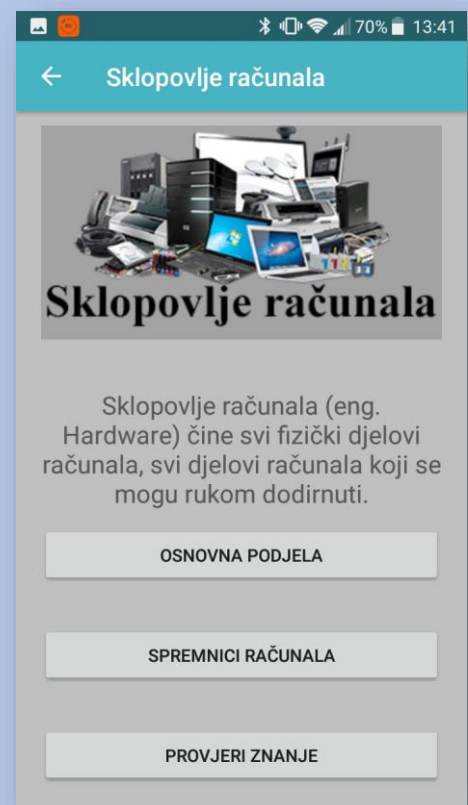 70% 13:41
Sklopovlje računala
Sklopovlje računala
Sklopovlje računala (eng.
Hardware) čine svi fizički djelovi
računala, svi djelovi računala koji se
mogu rukom dodirnuti.
OSNOVNA PODJELA
SPREMNICI RAČUNALA
PROVJERI ZNANJE